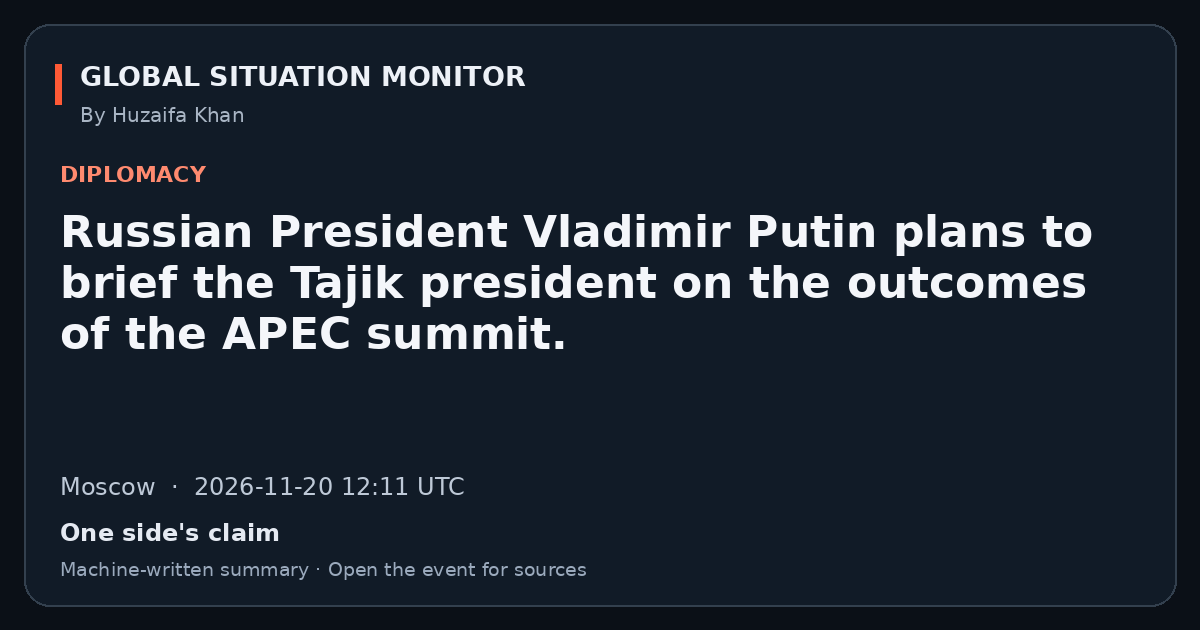 GLOBAL SITUATION MONITOR
By Huzaifa Khan
DIPLOMACY
Russian President Vladimir Putin plans to
brief the Tajik president on the outcomes
of the APEC summit.
Moscow · 2026-11-20 12:11 UTC
One side's claim
Machine-written summary · Open the event for sources